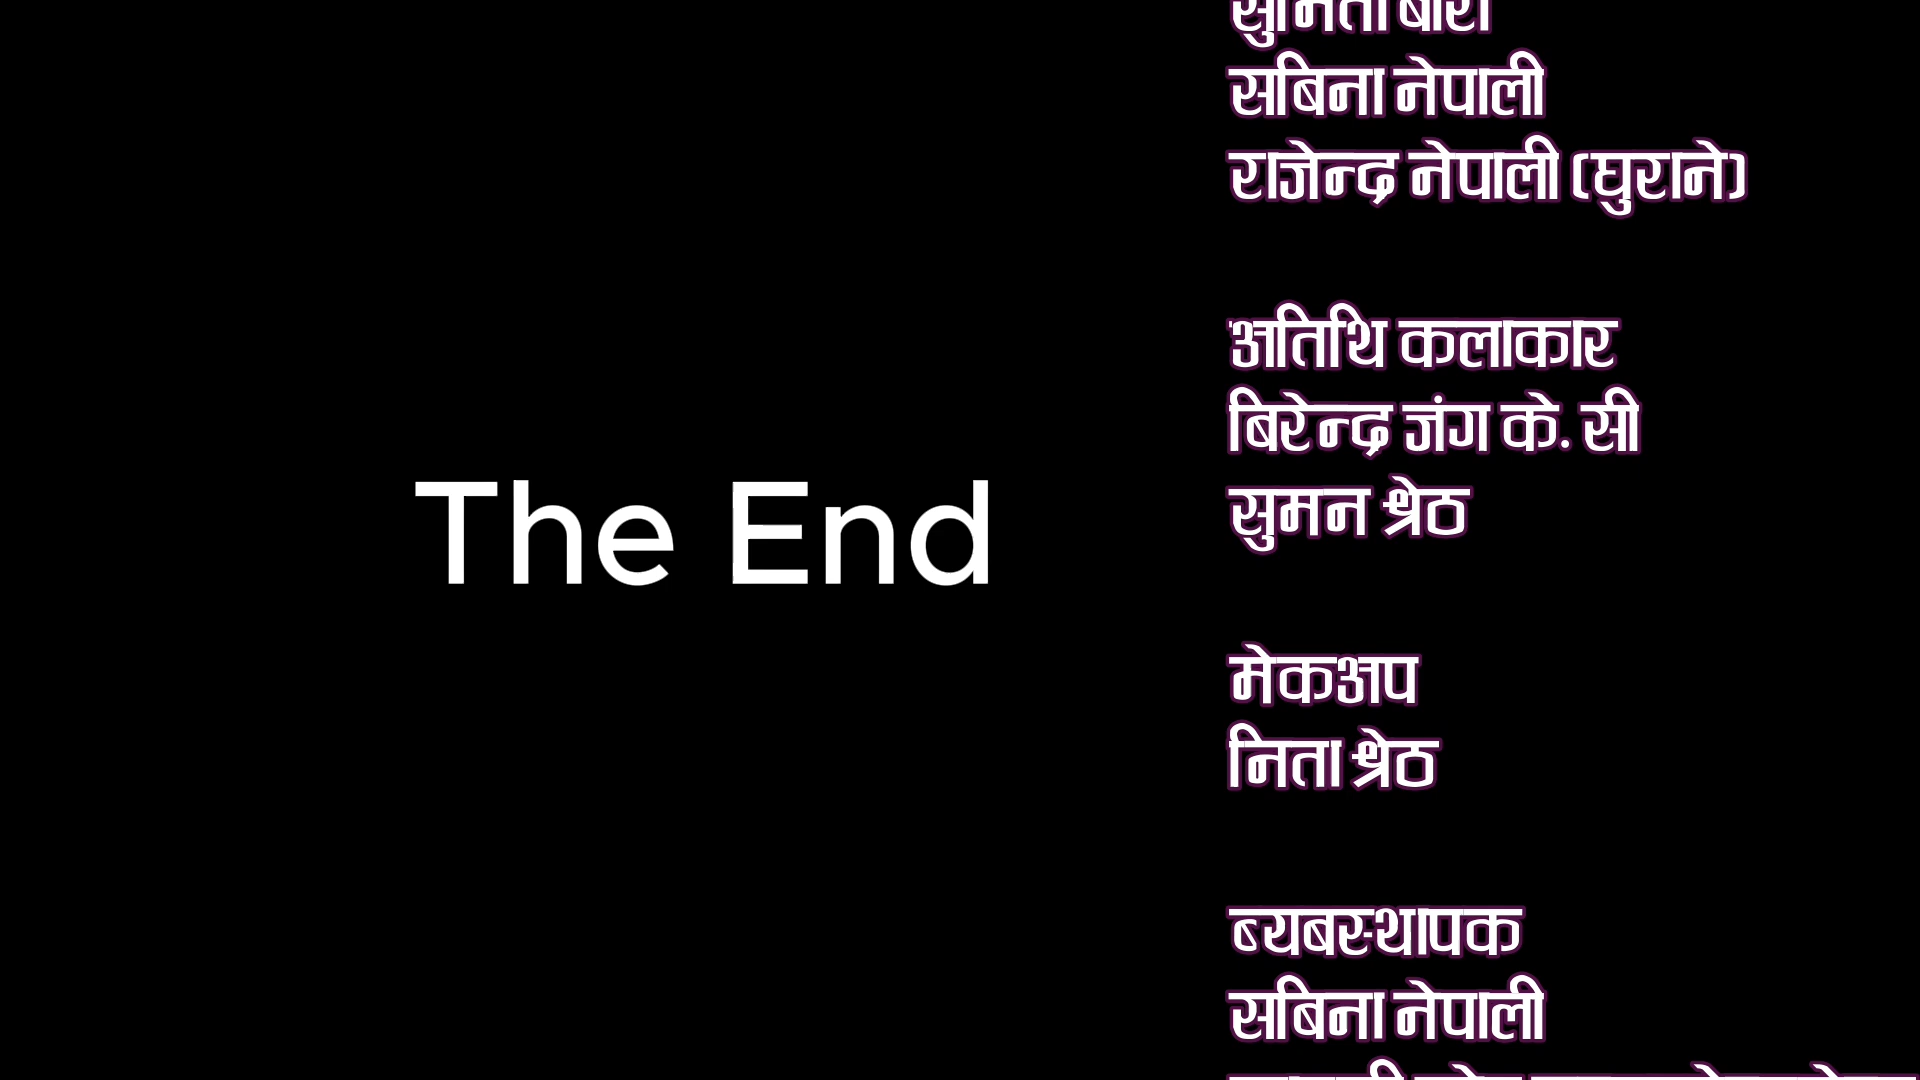 The End
सबिना नेपाली
राजेन्द्र नेपाली (घुराने)
अतिथि कलाकार
बिरेन्द्र जंग के. सी
सुमन श्रेठ
मेकअप
निता श्रेठ
ब्यबस्थापक
सबिना नेपाली